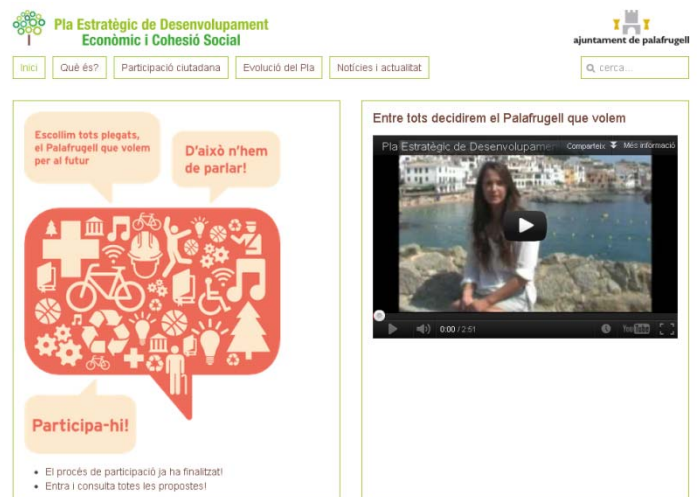 Pla Estratègic de Desenvolupament
Econòmic i Cohesió Social
ajuntament de palafrugell
Inici
Què és?
Participació ciutadana
Evolució del Pla
Notícies i actualitat
cerca...
Escollim tots plegats,
el Palafrugell que volem
per al futur
D'això n'hem
de parlar!
Participa-hi!
El procés de participació ja ha finalitzat!
Entra i consulta totes les propostes!
Entre tots decidirem el Palafrugell que volem
Pla Estratègic de Desenvolupamen
Comparteix
Més informació
0:00 / 2:51
YouTube